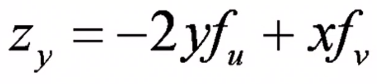 z_y = -2yf_u + xf_v